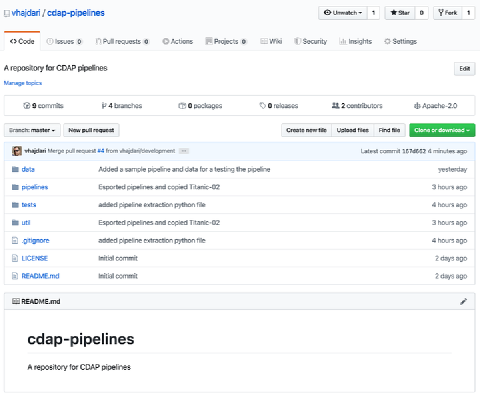 vhajdari / cdap-pipelines
Unwatch 1 Star 0 Fork 1
Code Issues 0 Pull requests 0 Actions Projects 0 Wiki Security Insights Settings
A repository for CDAP pipelines Edit
Manage topics
9 commits 4 branches 0 packages 0 releases 2 contributors Apache-2.0
Branch: master New pull request Create new file Upload files Find file Clone or download
vhajdari Merge pull request #4 from vhajdari/development Latest commit 4 minutes ago
data Added a sample pipeline and data for a testing the pipeline yesterday
pipelines Esported pipelines and copied Titanic-02 3 hours ago
tests added pipeline extraction python file 4 hours ago
util Esported pipelines and copied Titanic-02 3 hours ago
.gitignore added pipeline extraction python file 4 hours ago
LICENSE Initial commit 2 days ago
README.md Initial commit 2 days ago
README.md
cdap-pipelines
A repository for CDAP pipelines